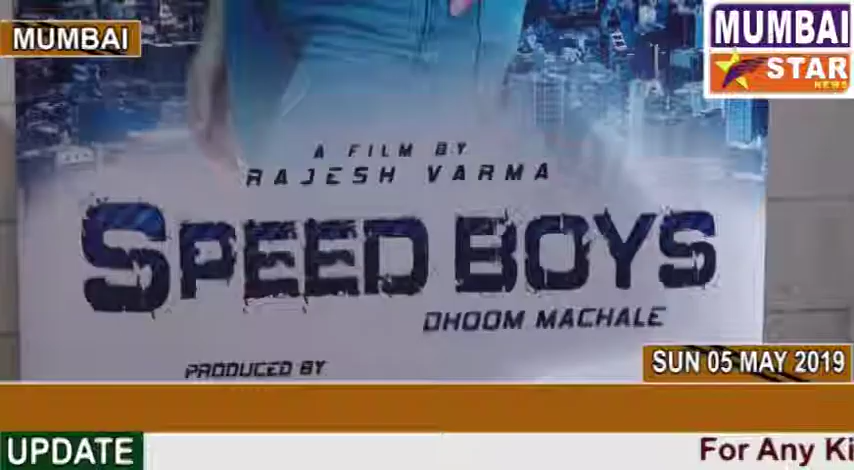 MUMBAI
MUMBAI
STAR
NEWS
A FILM BY
RAJESH VARMA
SPEED BOYS
DHOOM MACHALE
PRODUCED BY
SUN 05 MAY 2019
UPDATE
For Any Ki